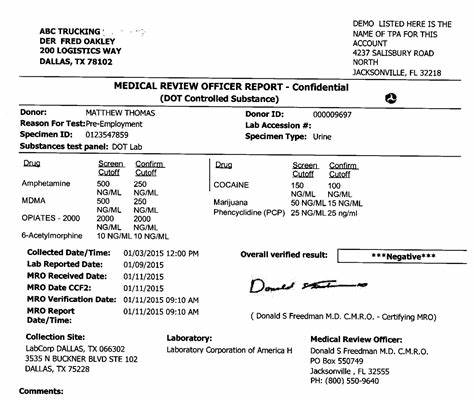 ABC TRUCKING
DER FRED OAKLEY
200 LOGISTICS WAY
DALLAS, TX 78102
DEMO LISTED HERE IS THE
NAME OF TPA FOR THIS
ACCOUNT
4237 SALISBURY ROAD
NORTH
JACKSONVILLE, FL 32218
MEDICAL REVIEW OFFICER REPORT - Confidential
(DOT Controlled Substance)
Donor: MATTHEW THOMAS Donor ID: 000009697
Reason For Test: Pre-Employment Lab Accession #:
Specimen ID: 0123547859 Specimen Type: Urine
Substances test panel: DOT Lab
Drug Screen Cutoff Confirm Cutoff Drug Screen Cutoff Confirm Cutoff
Amphetamine 500 NG/ML 250 NG/ML COCAINE 150 NG/ML 100 NG/ML
MDMA 500 NG/ML 250 NG/ML Marijuana 50 NG/ML 15 NG/ML
OPIATES - 2000 2000 NG/ML 2000 NG/ML Phencyclidine (PCP) 25 NG/ML 25 ng/ml
6-Acetylmorphine 10 NG/ML 10 NG/ML
Collected Date/Time: 01/03/2015 12:00 PM Overall verified result: ***Negative***
Lab Reported Date: 01/09/2015
MRO Received Date: 01/11/2015
MRO Date CCF2: 01/11/2015
MRO Verification Date: 01/11/2015 09:10 AM
MRO Report Date/Time: 01/11/2015 09:10 AM
( Donald S Freedman M.D. C.M.R.O. - Certifying MRO)
Collection Site: Laboratory: Medical Review Officer:
LabCorp DALLAS, TX 066302 Laboratory Corporation of America H Donald S Freedman M.D. C.M.R.O.
3535 N BUCKNER BLVD STE 102 PO Box 550749
DALLAS, TX 75228 Jacksonville , FL 32555
PH: (800) 550-9640
Comments: